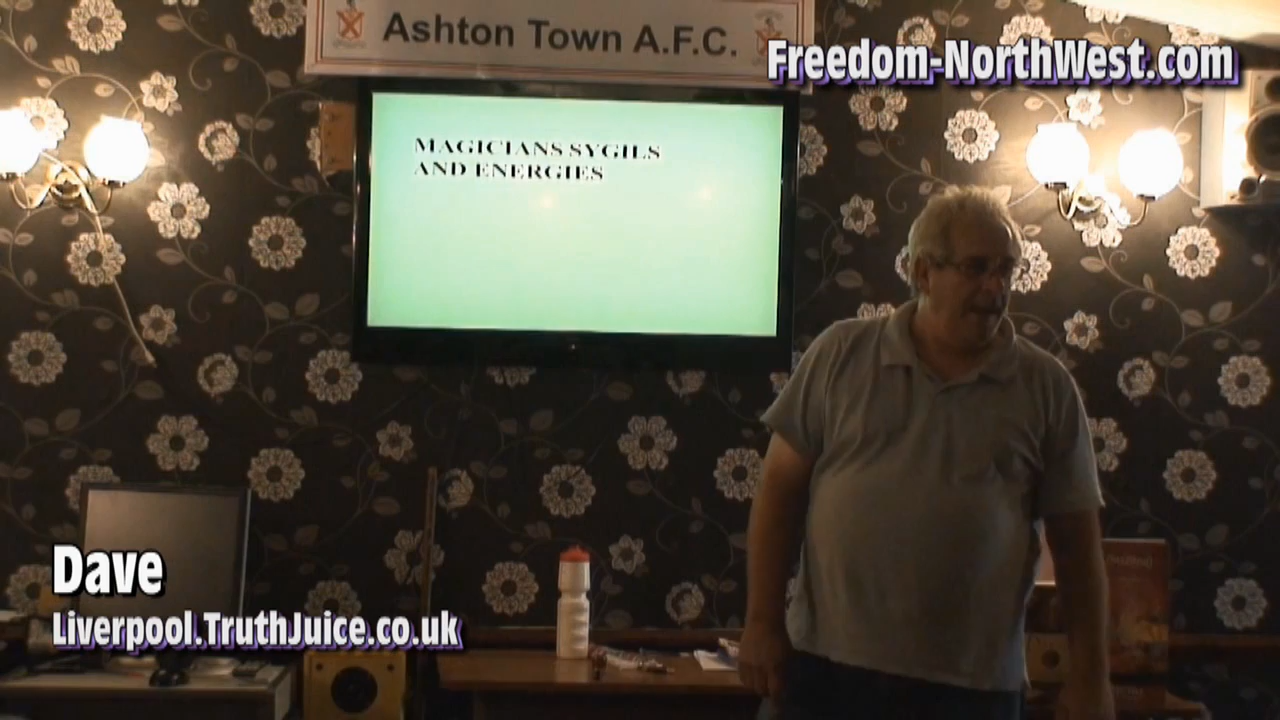 Ashton Town A.F.C.
Freedom-NorthWest.com
MAGICIANS SYGILS
AND ENERGIES
Dave
Liverpool.TruthJuice.co.uk